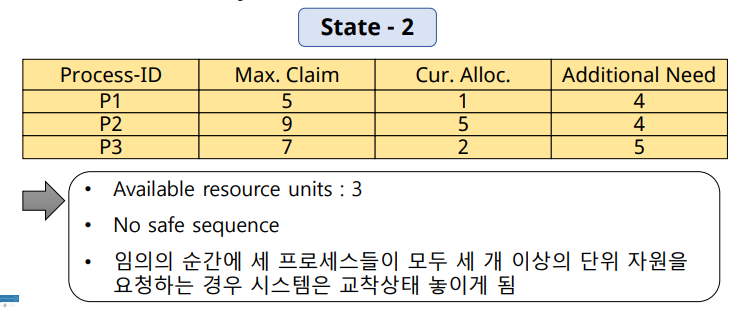 State - 2
Process-ID Max. Claim Cur. Alloc. Additional Need
P1 5 1 4
P2 9 5 4
P3 7 2 5
• Available resource units : 3
• No safe sequence
• 임의의 순간에 세 프로세스들이 모두 세 개 이상의 단위 자원을
요청하는 경우 시스템은 교착상태 놓이게 됨